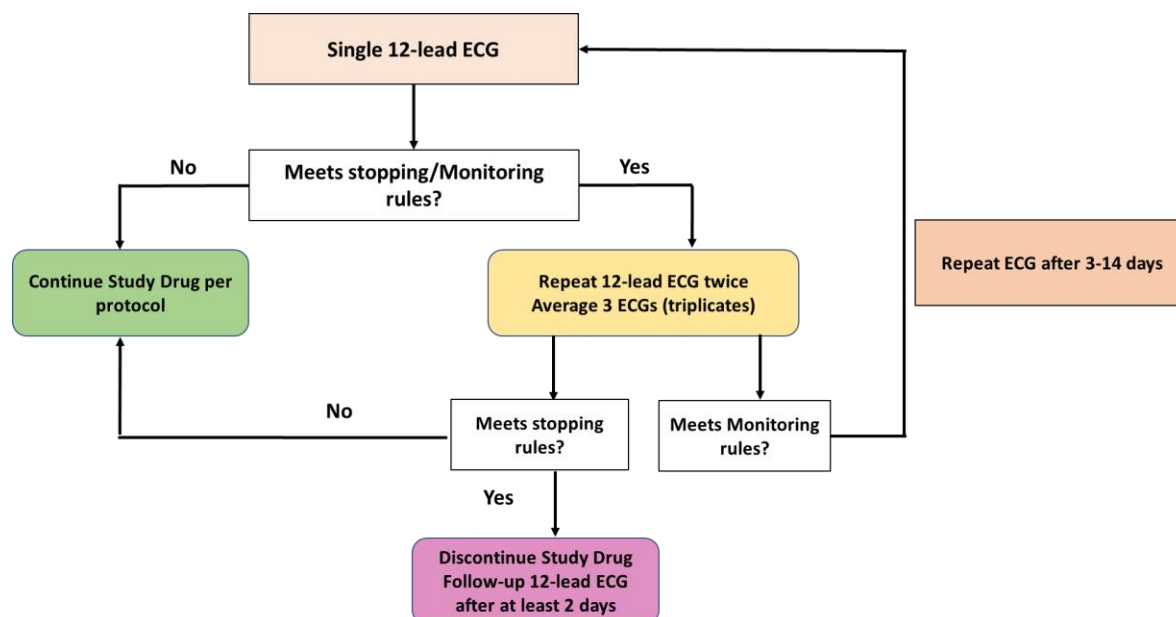 Single 12-lead ECG
No
Meets stopping/Monitoring
rules?
Yes
Continue Study Drug per
protocol
Repeat 12-lead ECG twice
Average 3 ECGs (triplicates)
Repeat ECG after 3-14 days
No
Meets stopping
rules?
Meets Monitoring
rules?
Yes
Discontinue Study Drug
Follow-up 12-lead ECG
after at least 2 days